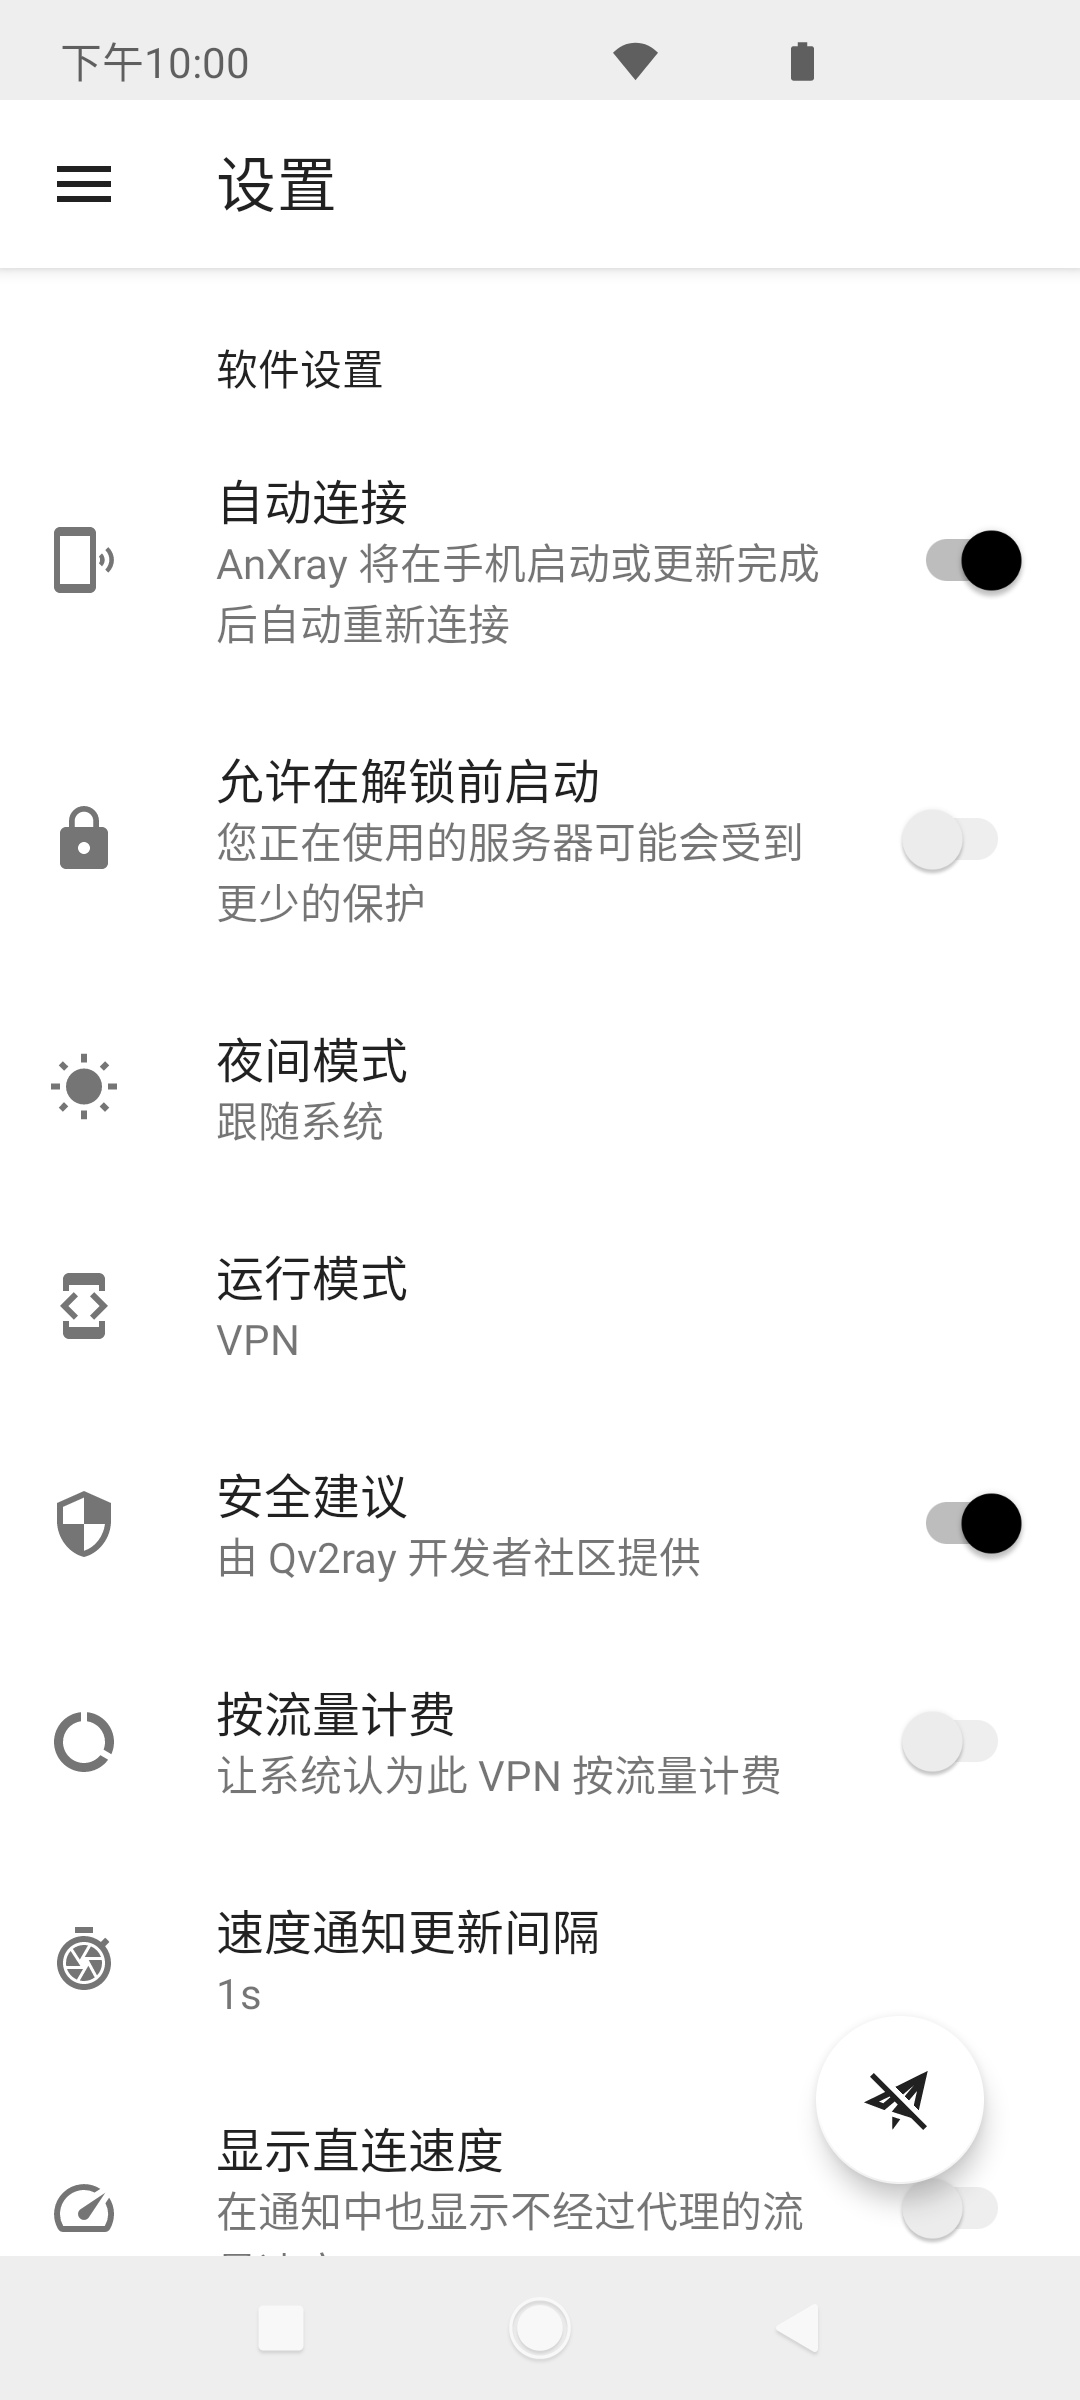 下午10:00
设置
软件设置
自动连接
AnXray 将在手机启动或更新完成
后自动重新连接
允许在解锁前启动
您正在使用的服务器可能会受到
更少的保护
夜间模式
跟随系统
运行模式
VPN
安全建议
由 Qv2ray 开发者社区提供
按流量计费
让系统认为此 VPN 按流量计费
速度通知更新间隔
1s
显示直连速度
在通知中也显示不经过代理的流